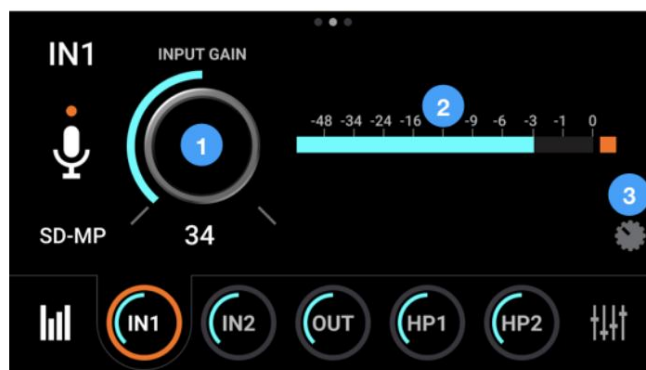 IN1
INPUT GAIN
1
2
-48 -34 -24 -16 -9 -6 -3 -1 0
3
SD-MP
34
IN1 IN2 OUT HP1 HP2